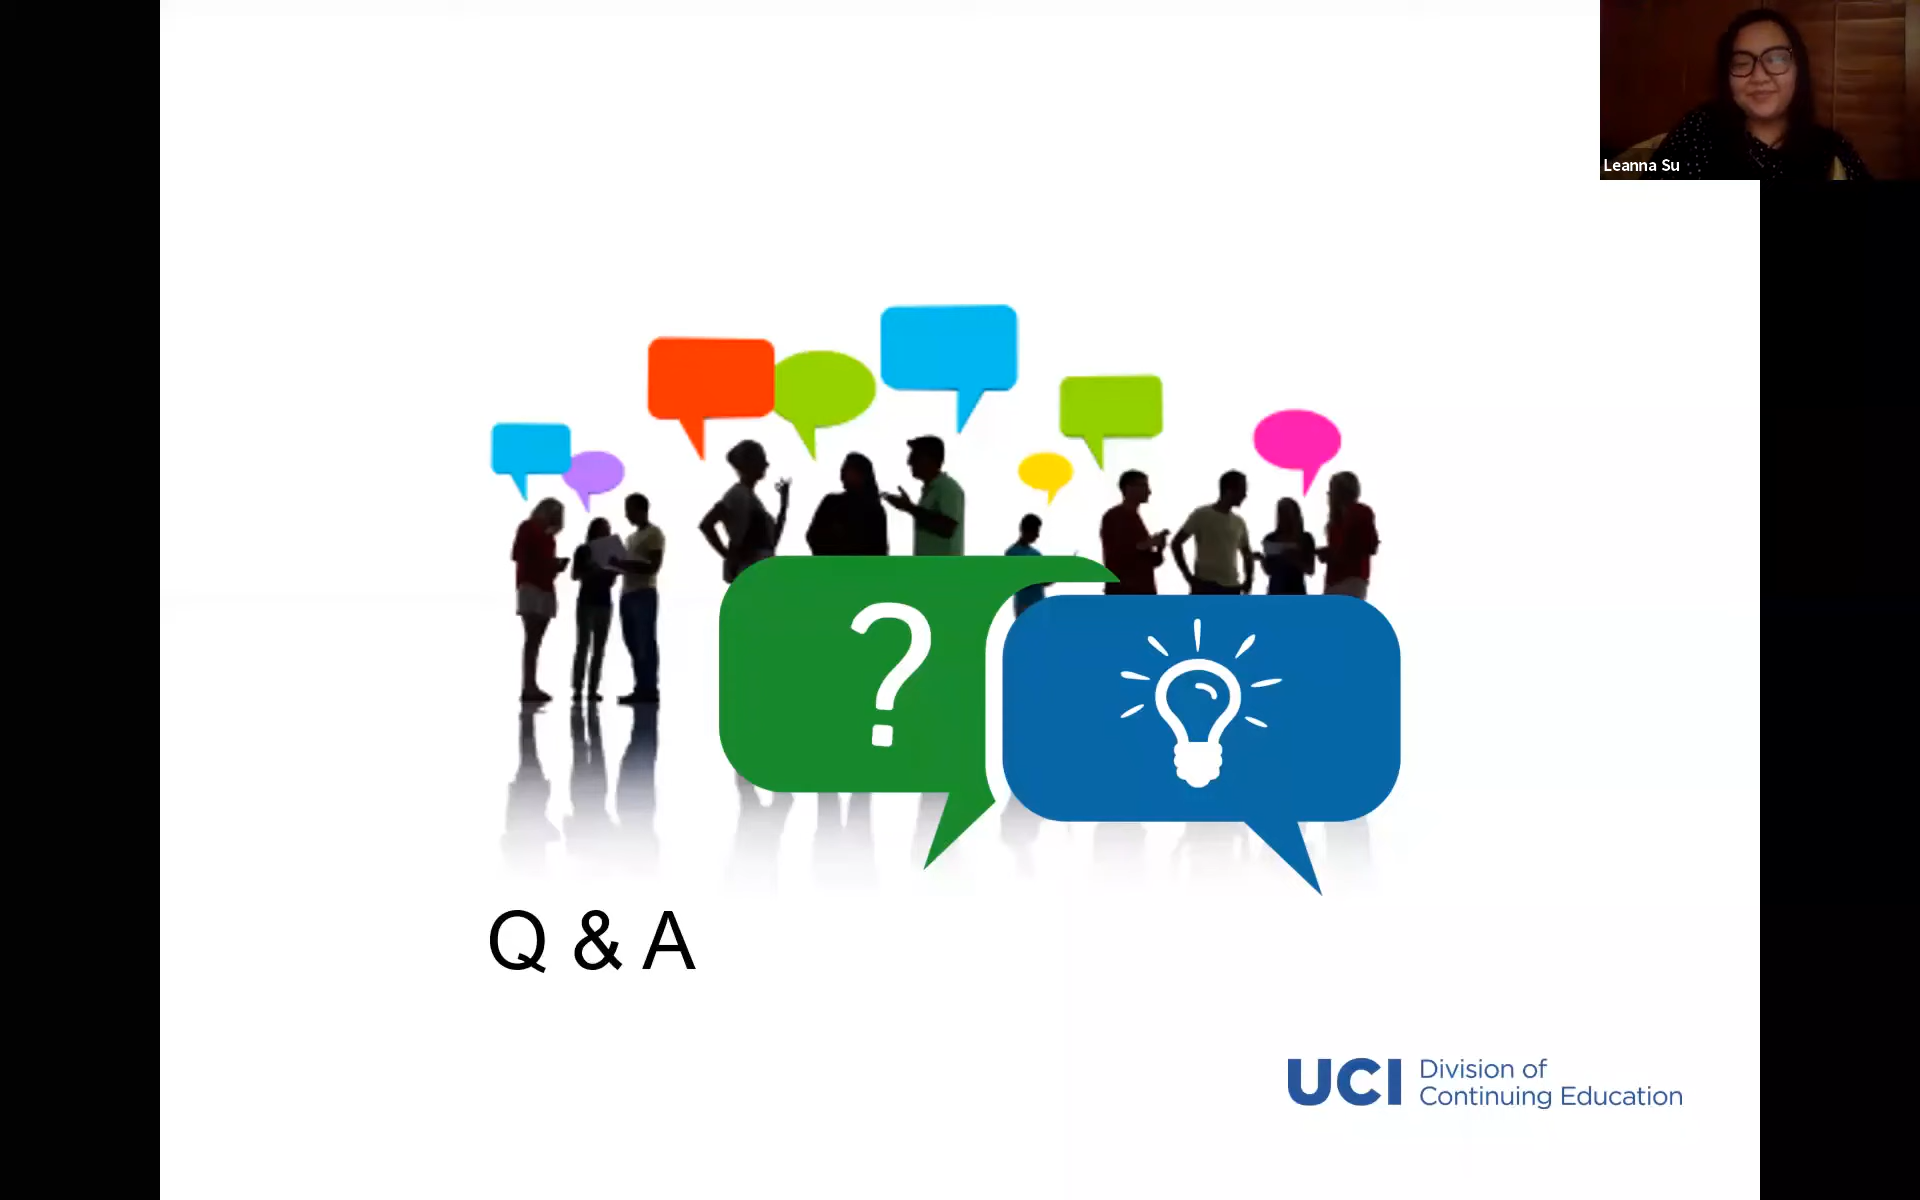 Leanna Su
?
Q & A
UCI Division of
Continuing Education